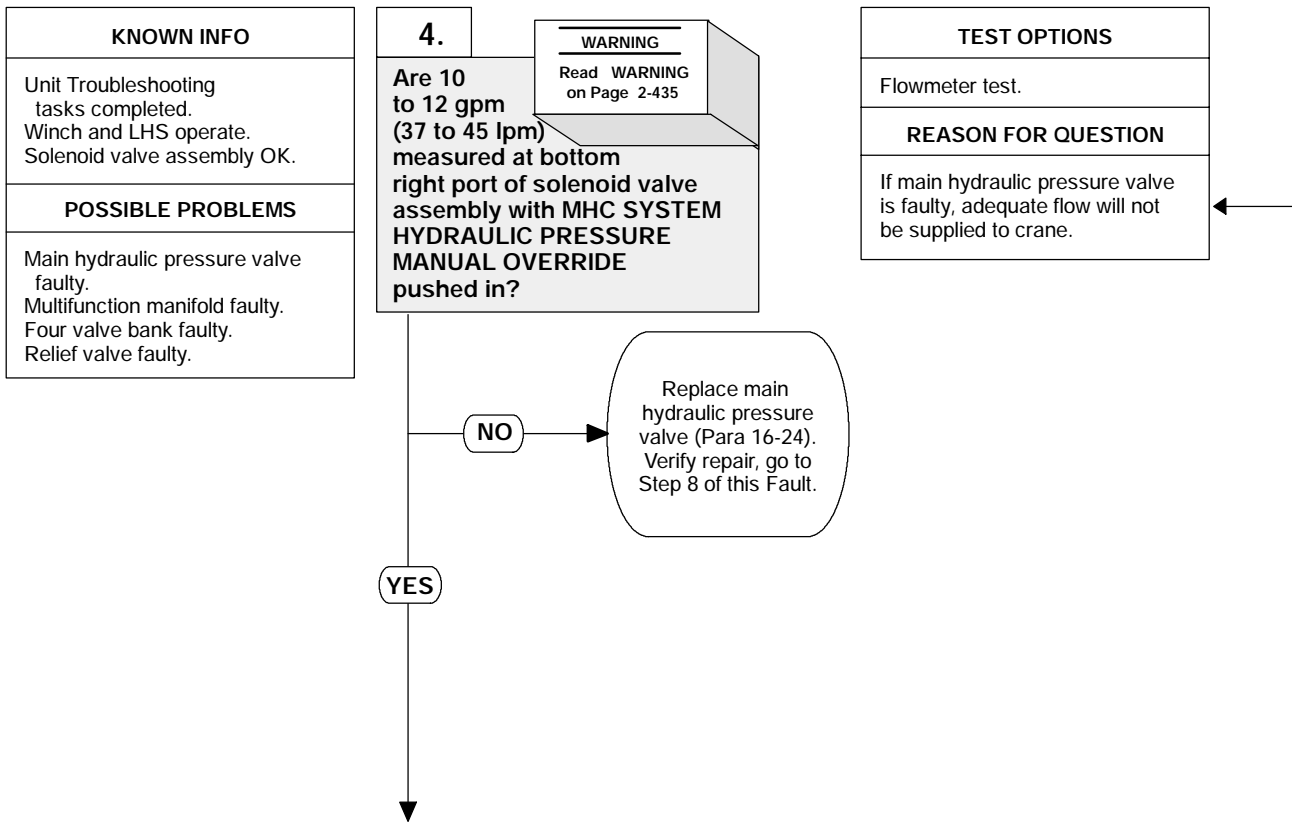 KNOWN INFO
Unit Troubleshooting
tasks completed.
Winch and LHS operate.
Solenoid valve assembly OK.
POSSIBLE PROBLEMS
Main hydraulic pressure valve
faulty.
Multifunction manifold faulty.
Four valve bank faulty.
Relief valve faulty.
4.
WARNING
Read WARNING
on Page 2-435
Are 10
to 12 gpm
(37 to 45 lpm)
measured at bottom
right port of solenoid valve
assembly with MHC SYSTEM
HYDRAULIC PRESSURE
MANUAL OVERRIDE
pushed in?
TEST OPTIONS
Flowmeter test.
REASON FOR QUESTION
If main hydraulic pressure valve
is faulty, adequate flow will not
be supplied to crane.
NO
Replace main
hydraulic pressure
valve (Para 16-24).
Verify repair, go to
Step 8 of this Fault.
YES